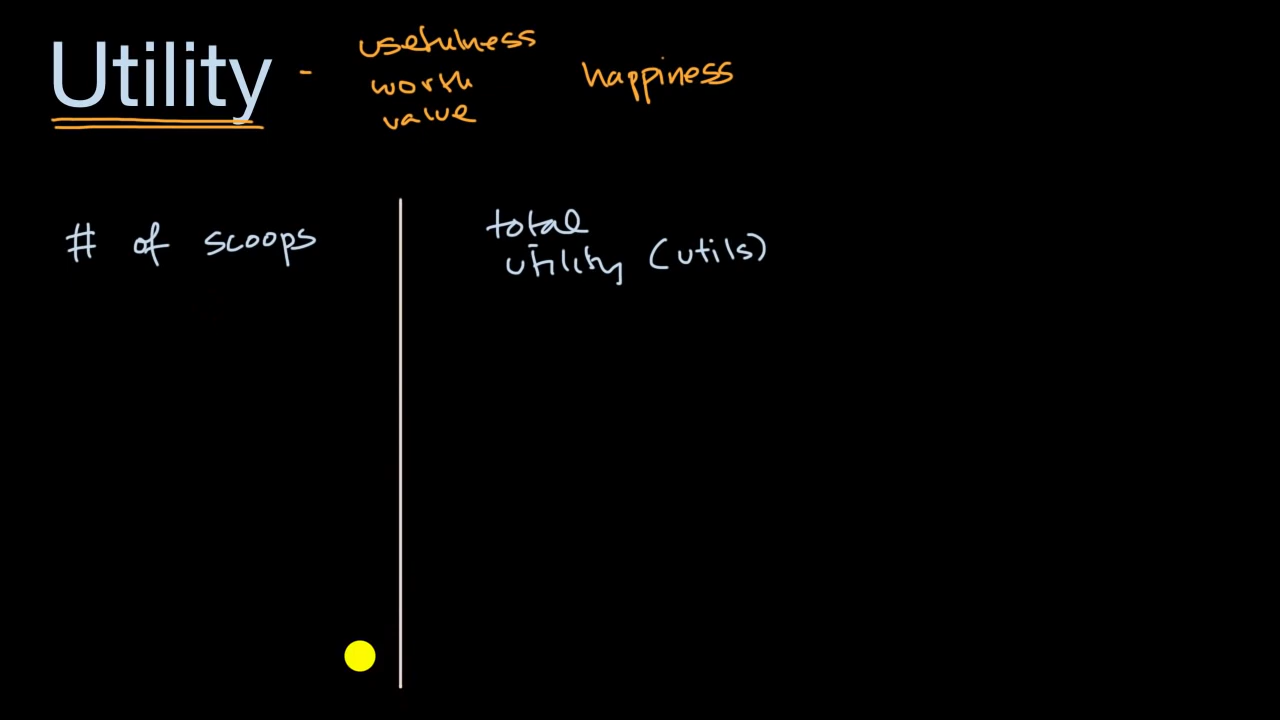 Utility - usefulness
worth
value
happiness
# of scoops
total
utility (utils)